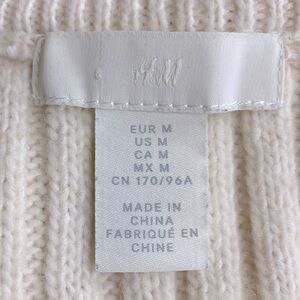 H&M
EUR M
US M
CA M
MX M
CN 170/96A
MADE IN
CHINA
FABRIQUÉ EN
CHINE